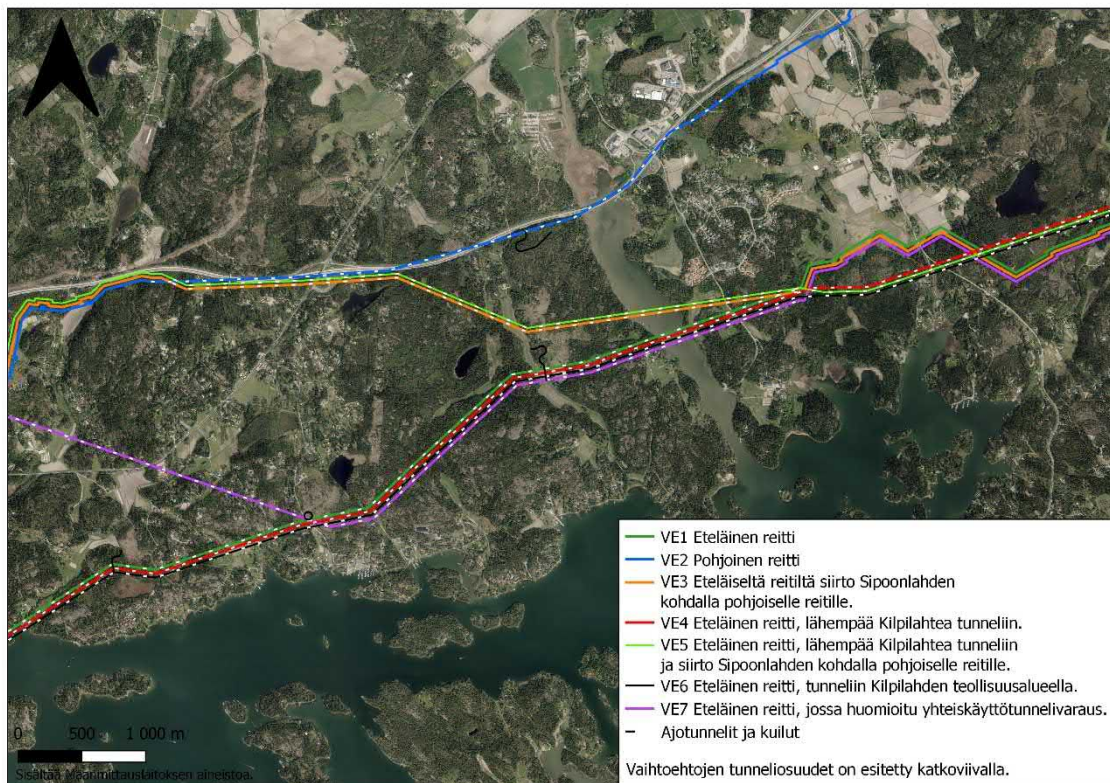 VE1 Eteläinen reitti
VE2 Pohjoinen reitti
VE3 Eteläiseltä reitiltä siirto Sipoonlahden
kohdalla pohjoiselle reitille.
VE4 Eteläinen reitti, lähempää Kilpilahtea tunneliin.
VE5 Eteläinen reitti, lähempää Kilpilahtea tunneliin
ja siirto Sipoonlahden kohdalla pohjoiselle reitille.
VE6 Eteläinen reitti, tunneliin Kilpilahden teollisuusalueella.
VE7 Eteläinen reitti, jossa huomioitu yhteiskäyttötunnelivaraus.
Ajotunnelit ja kuilut
Vaihtoehtojen tunneliosuudet on esitetty katkoviivalla.
0 500 1 000 m
Sisältää Maanmittauslaitoksen aineistoa.